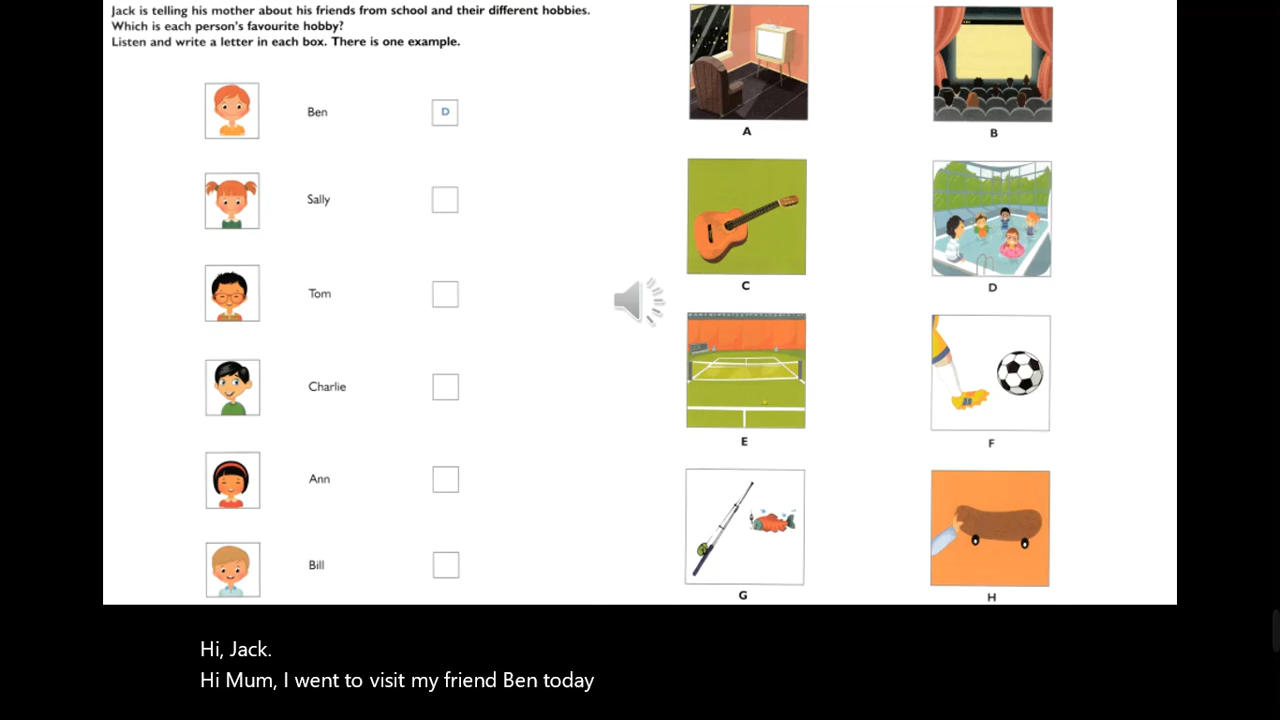 Jack is telling his mother about his friends from school and their different hobbies.
Which is each person's favourite hobby?
Listen and write a letter in each box. There is one example.
Ben
D
Sally
Tom
Charlie
Ann
Bill
A
B
C
D
E
F
G
H
Hi, Jack.
Hi Mum, I went to visit my friend Ben today